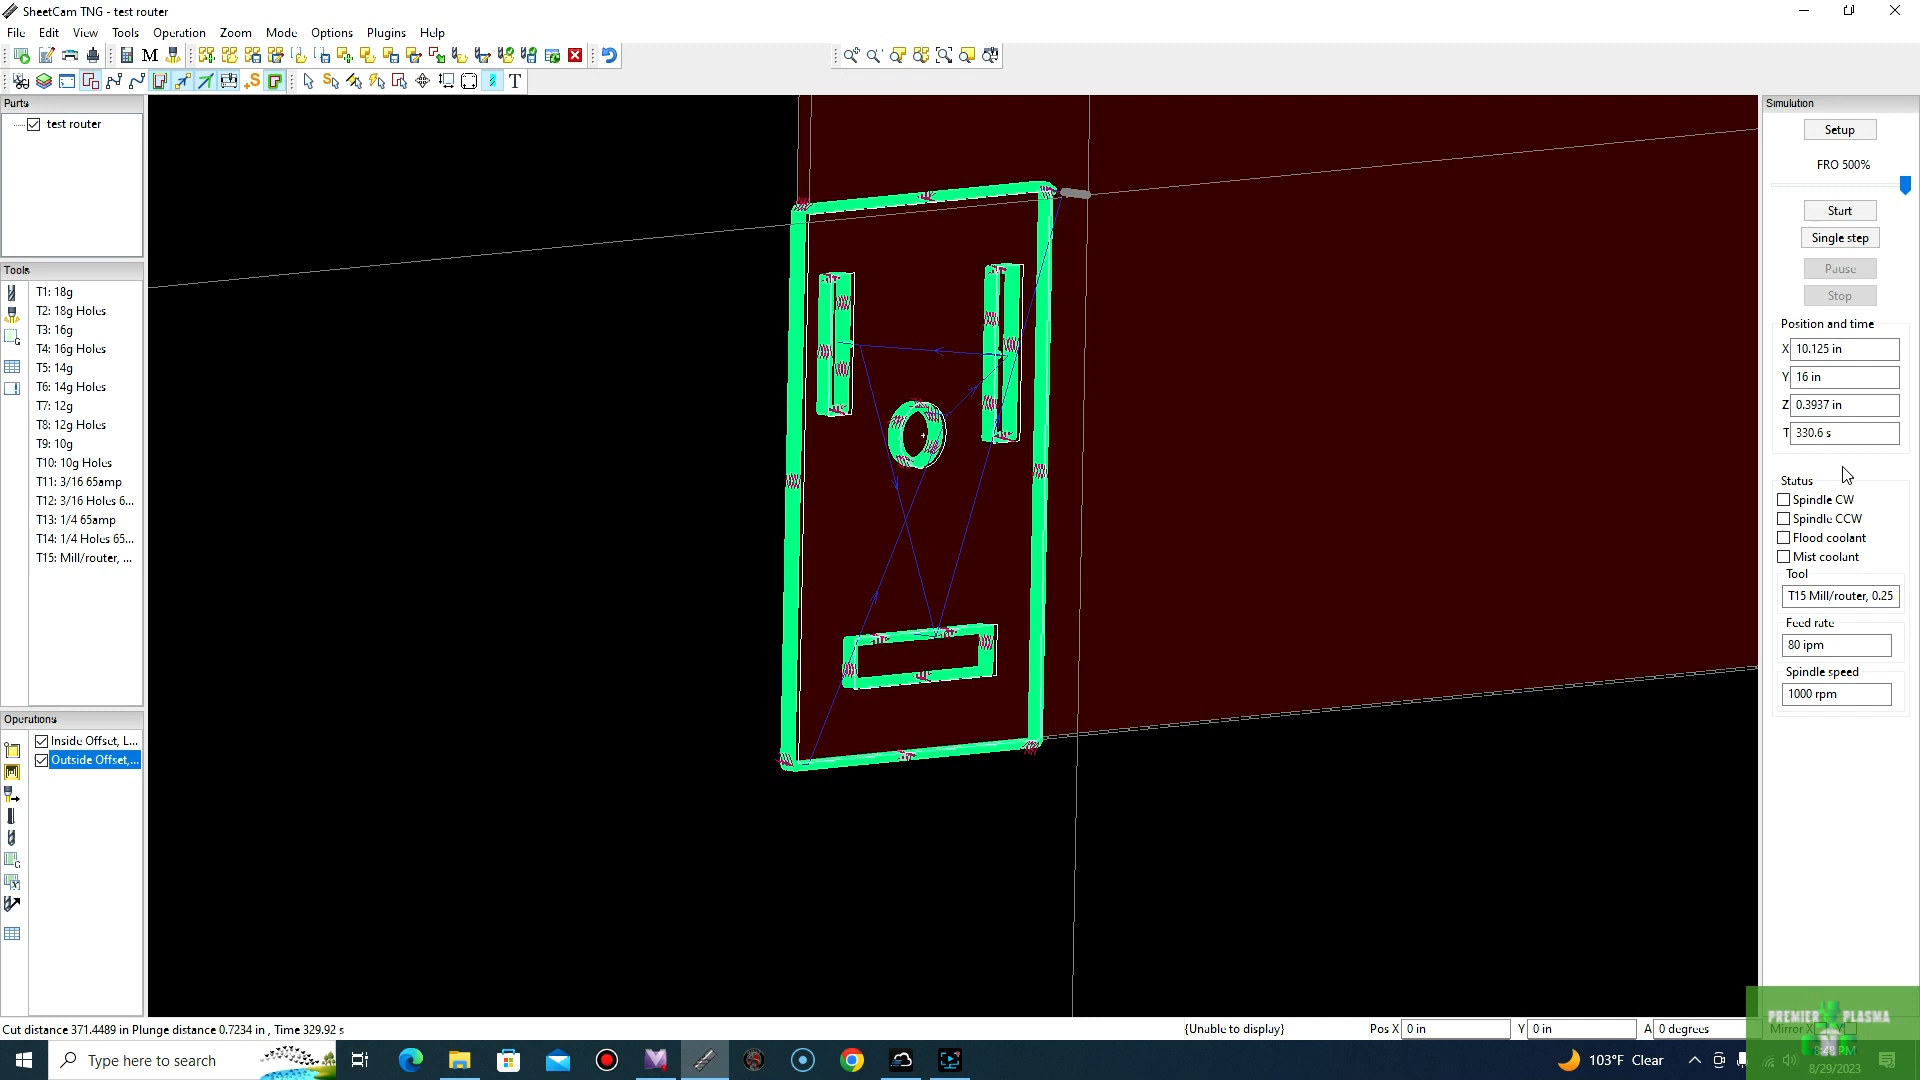 SheetCam TNG - test router
File Edit View Tools Operation Zoom Mode Options Plugins Help
Parts
test router
Tools
T1: 18g
T2: 18g Holes
T3: 16g
T4: 16g Holes
T5: 14g
T6: 14g Holes
T7: 12g
T8: 12g Holes
T9: 10g
T10: 10g Holes
T11: 3/16 65amp
T12: 3/16 Holes 6...
T13: 1/4 65amp
T14: 1/4 Holes 65...
T15: Mill/router, ...
Operations
Inside Offset, L...
Outside Offset,...
Simulation
Setup
FRO 500%
Start
Single step
Pause
Stop
Position and time
X 10.125 in
Y 16 in
Z 0.3937 in
T 330.6 s
Status
Spindle CW
Spindle CCW
Flood coolant
Mist coolant
Tool
T15 Mill/router, 0.25
Feed rate
80 ipm
Spindle speed
1000 rpm
Cut distance 371.4489 in Plunge distance 0.7234 in , Time 329.92 s
{Unable to display}
Pos X 0 in Y 0 in A 0 degrees Mirror X
PREMIER PLASMA
Type here to search
103°F Clear
8:48 PM
8/29/2023